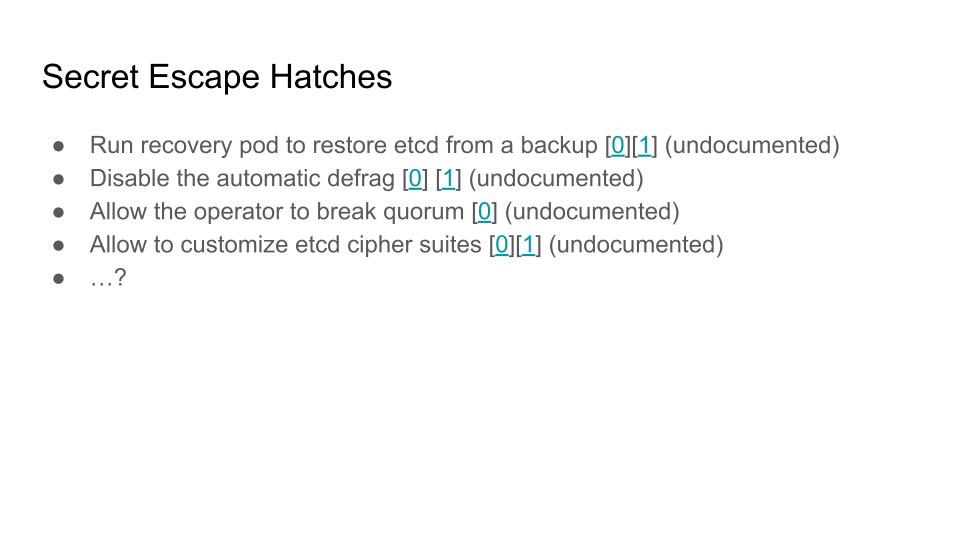 Secret Escape Hatches
● Run recovery pod to restore etcd from a backup [0][1] (undocumented)
● Disable the automatic defrag [0] [1] (undocumented)
● Allow the operator to break quorum [0] (undocumented)
● Allow to customize etcd cipher suites [0][1] (undocumented)
● …?